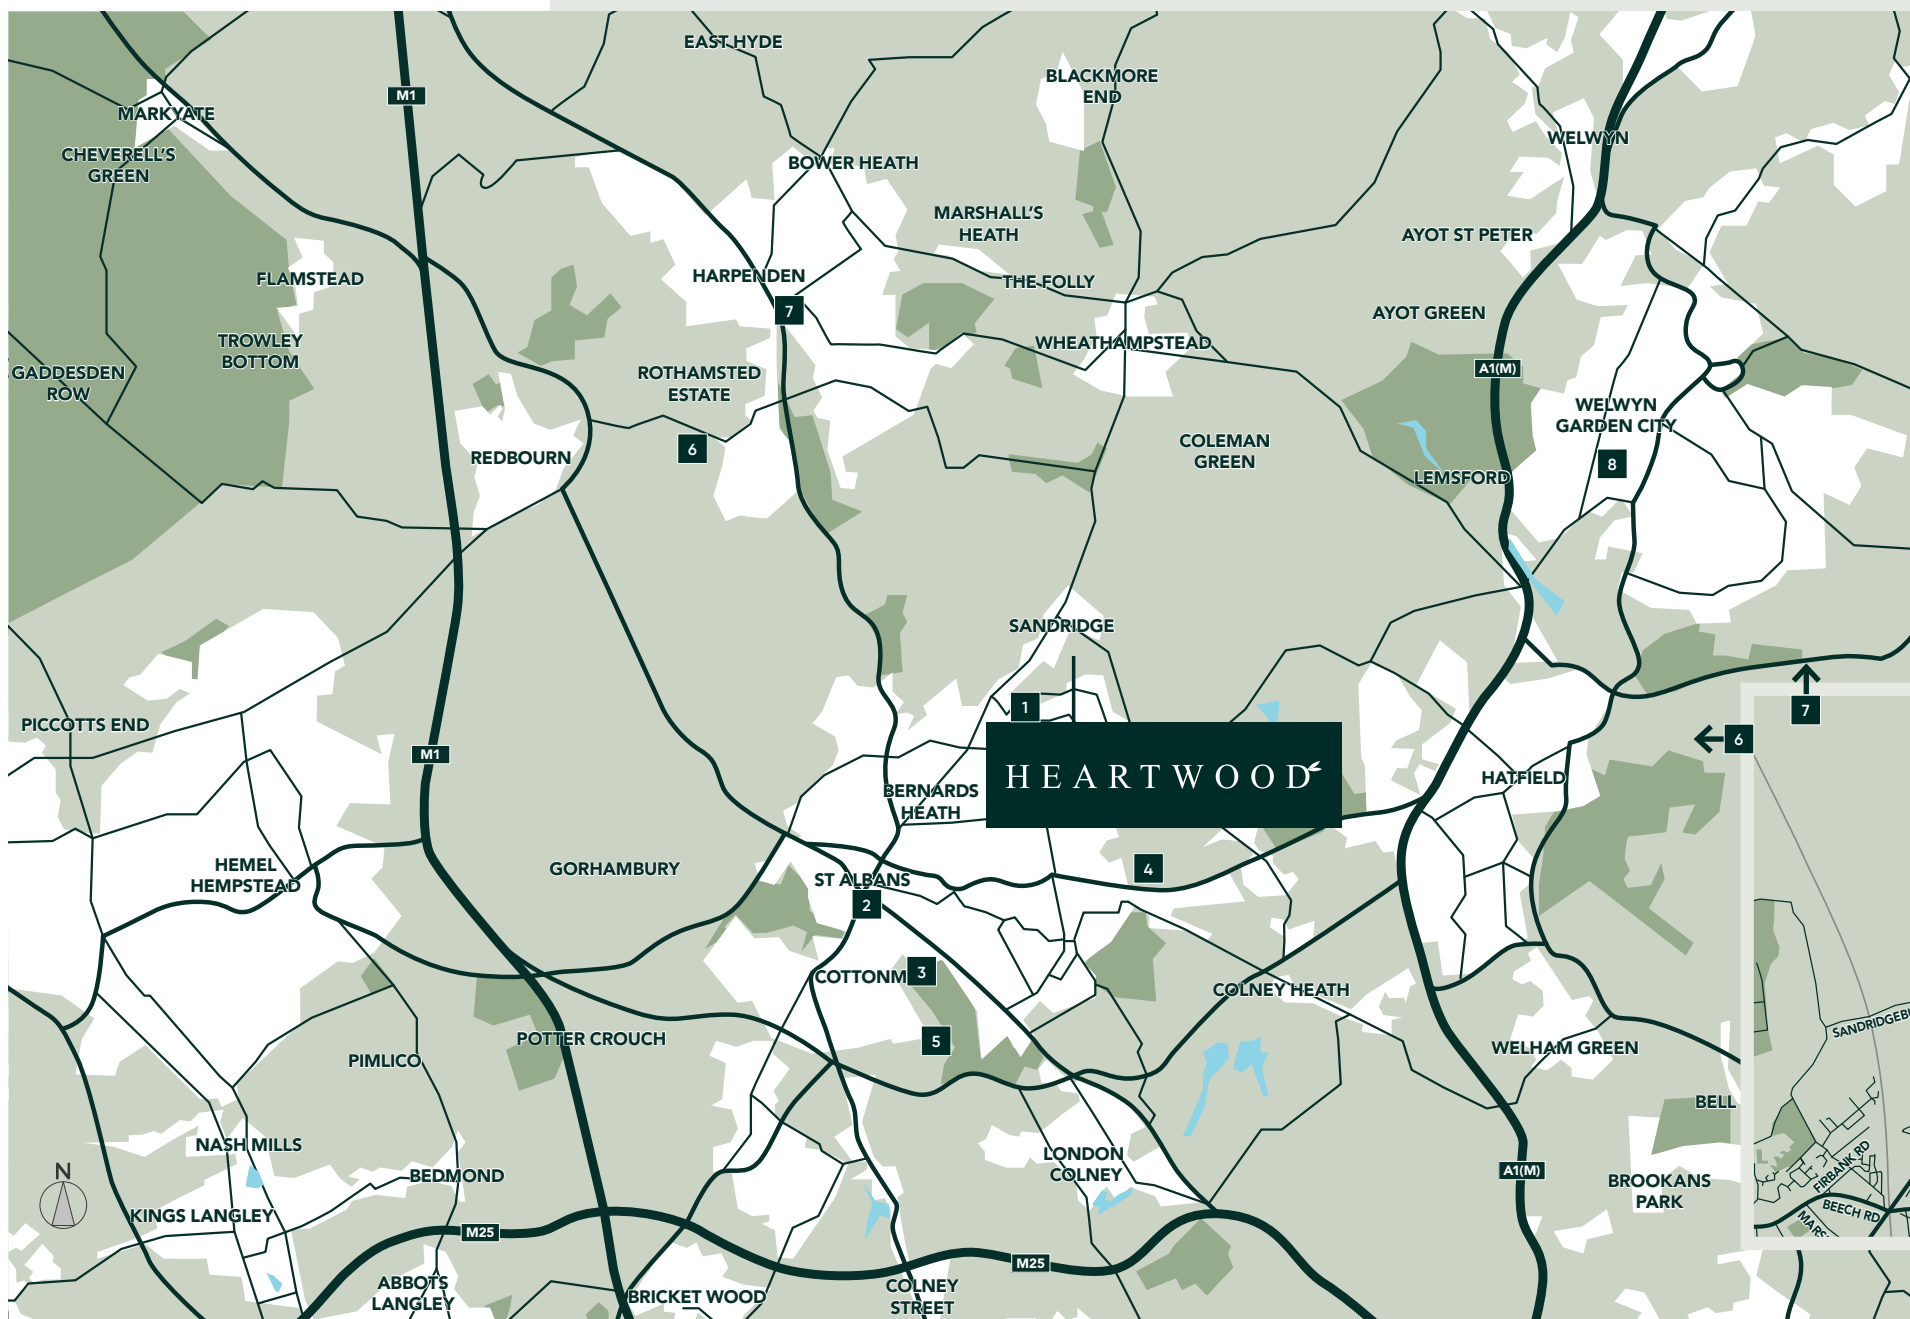 EAST HYDE
BLACKMORE
END
M1
MARKYATE
WELWYN
CHEVERELL'S
GREEN
BOWER HEATH
MARSHALL'S
HEATH
AYOT ST PETER
FLAMSTEAD
HARPENDEN
THE FOLLY
7
AYOT GREEN
TROWLEY
BOTTOM
WHEATHAMPSTEAD
GADDESDEN
ROW
ROTHAMSTED
ESTATE
A1(M)
WELWYN
GARDEN CITY
COLEMAN
GREEN
6
REDBOURN
8
LEMSFORD
SANDRIDGE
1
7
PICCOTTS END
6
M1
HEARTWOOD
HATFIELD
BERNARDS
HEATH
HEMEL
HEMPSTEAD
GORHAMBURY
4
ST ALBANS
2
COTTONM
3
COLNEY HEATH
POTTER CROUCH
5
PIMLICO
WELHAM GREEN
BELL
NASH MILLS
LONDON
COLNEY
BEDMOND
A1(M)
BROOKANS
PARK
N
KINGS LANGLEY
FIRBANK RD
BEECH RD
M25
M25
ABBOTS
LANGLEY
BRICKET WOOD
COLNEY
STREET